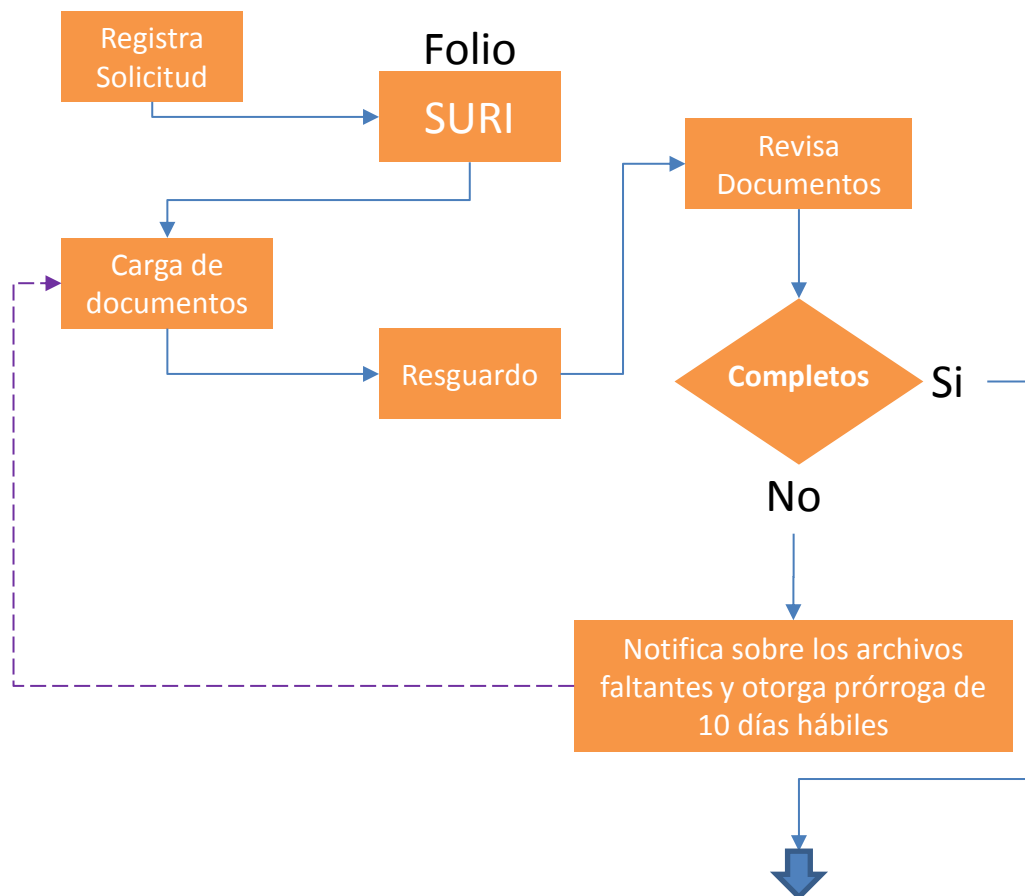 Registra
Solicitud
Folio
SURI
Carga de
documentos
Resguardo
Revisa
Documentos
Completos
Si
No
Notifica sobre los archivos
faltantes y otorga prórroga de
10 días hábiles